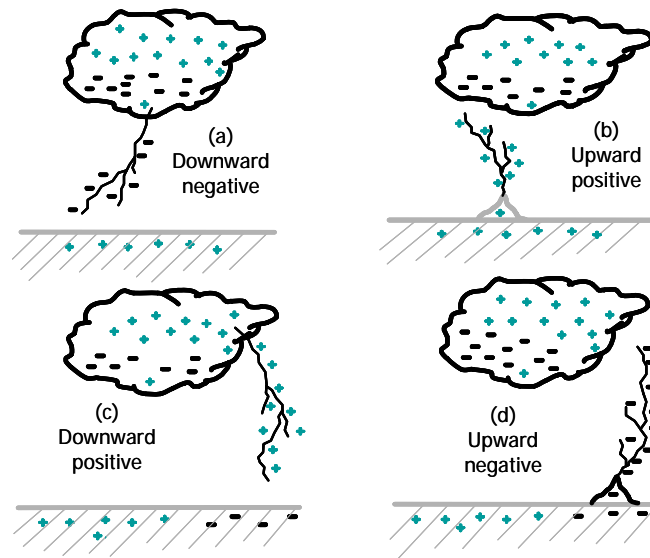 (a)
Downward
negative
(b)
Upward
positive
(c)
Downward
positive
(d)
Upward
negative